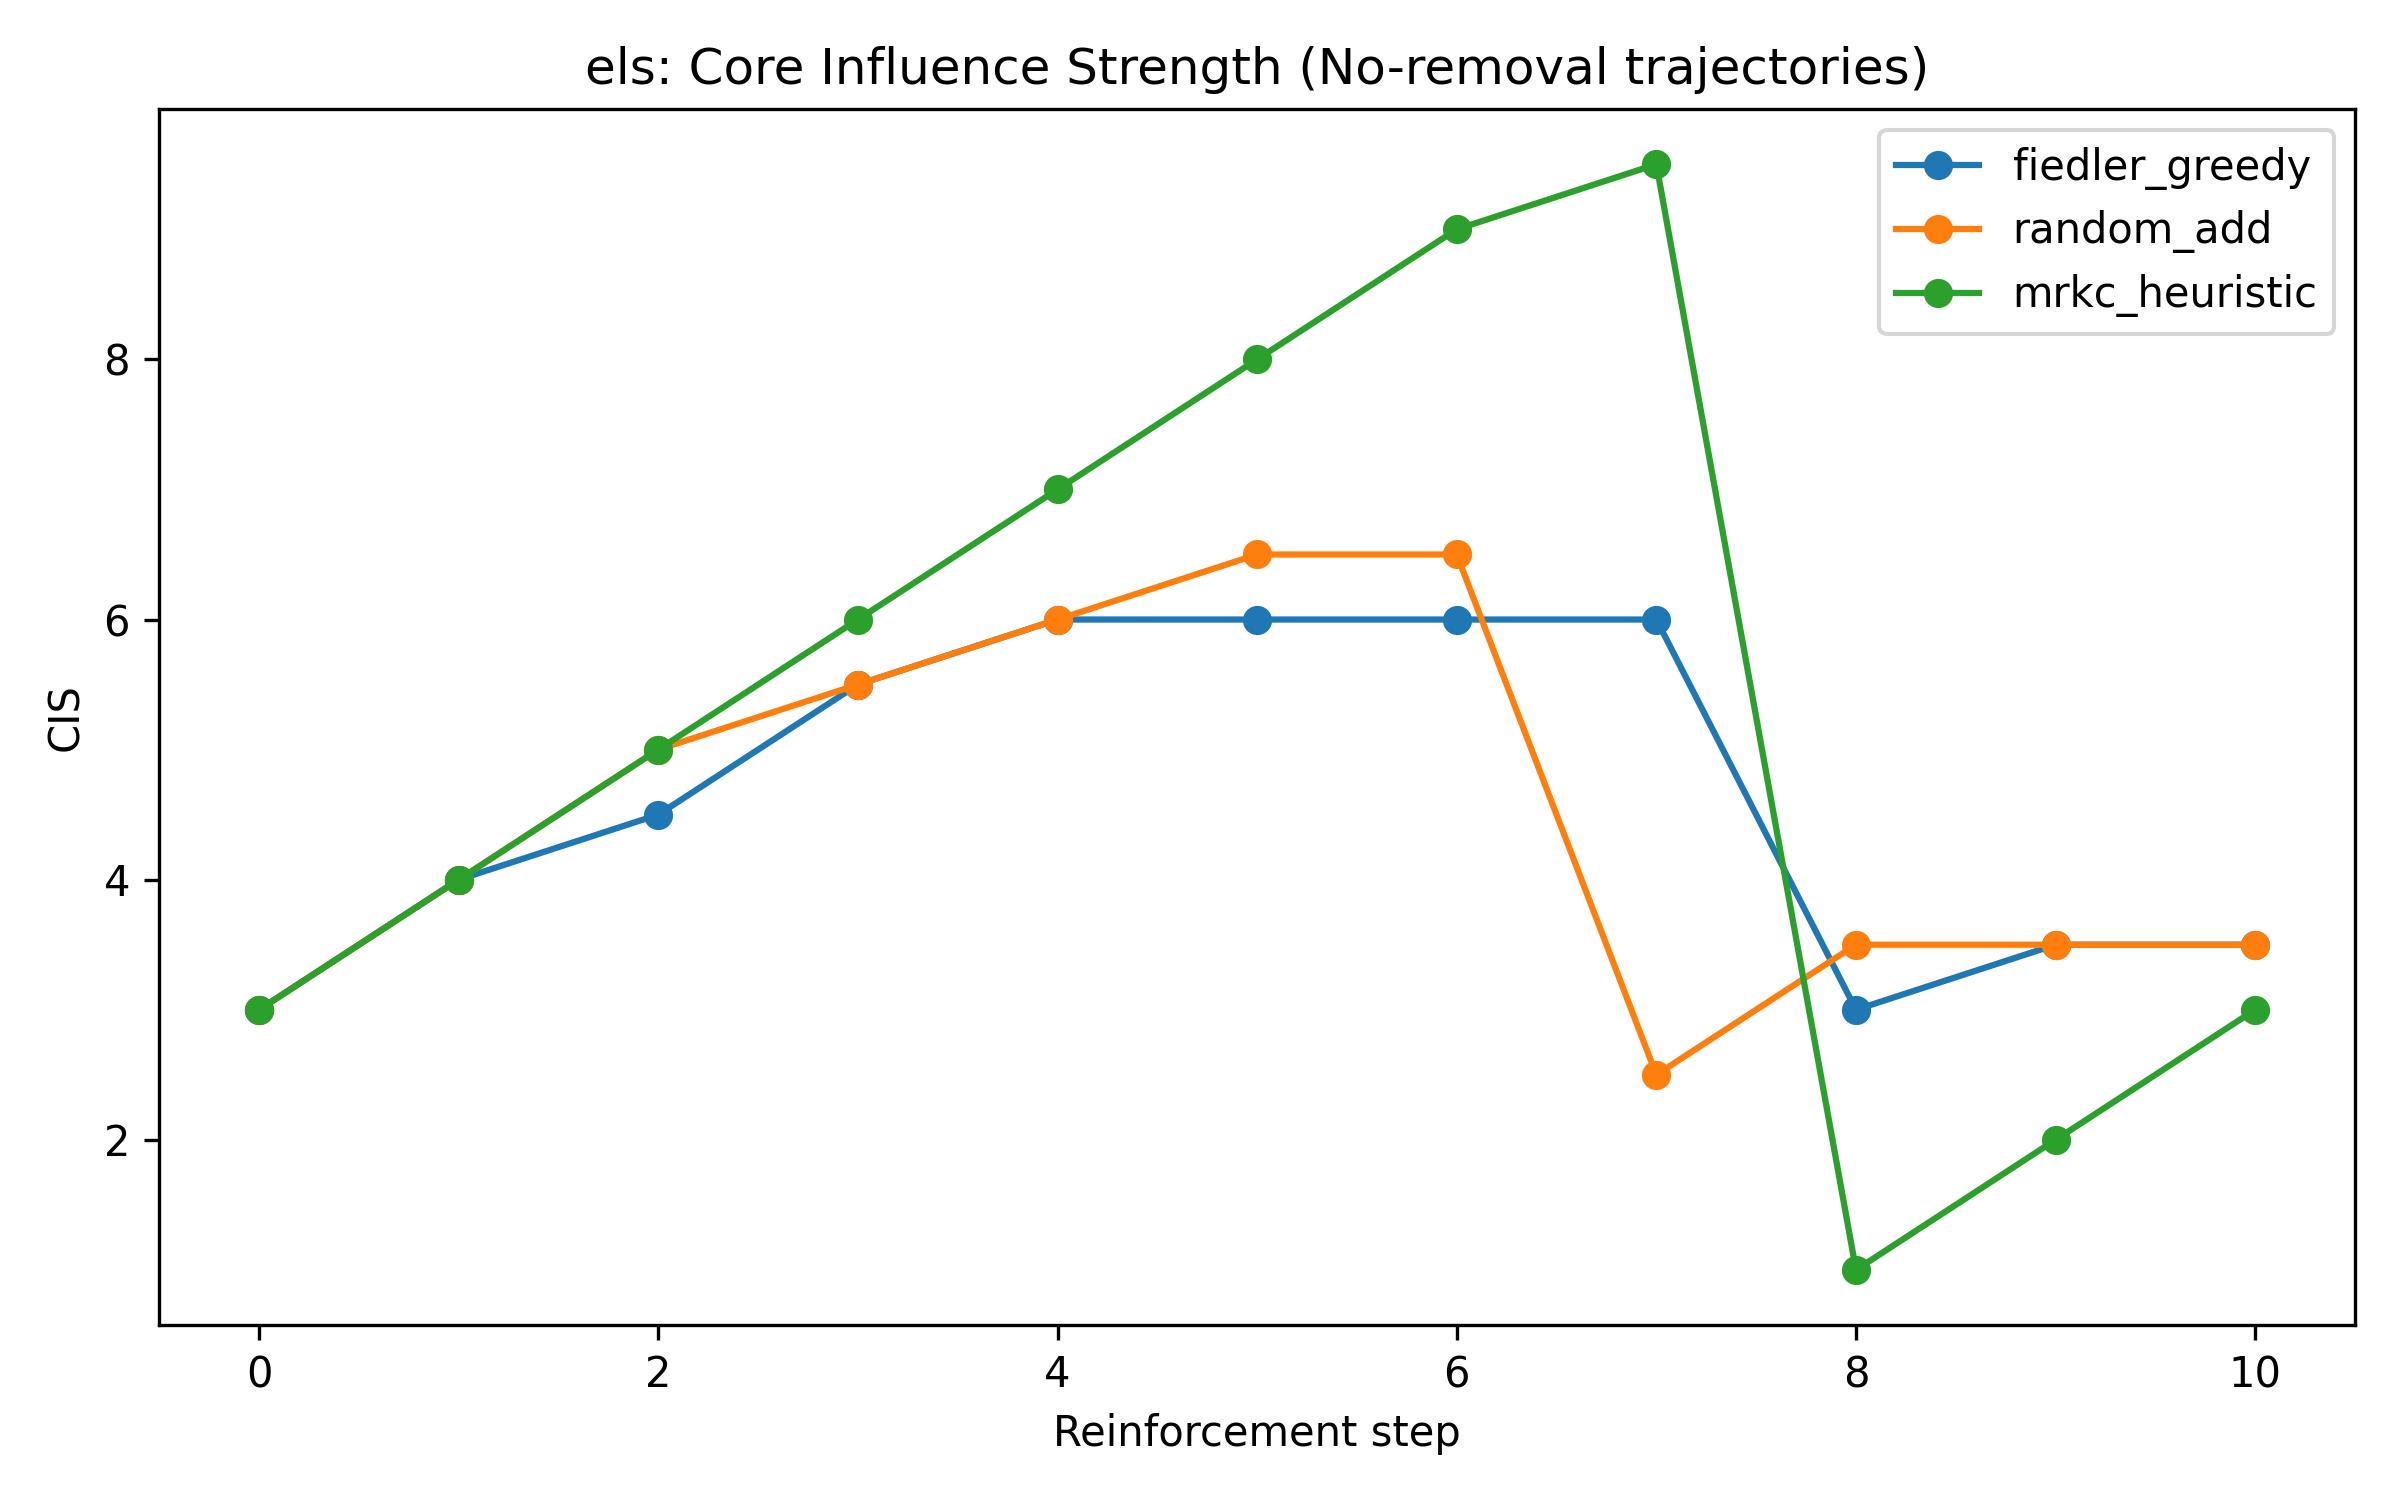 els: Core Influence Strength (No-removal trajectories)
fiedler_greedy
random_add
mrkc_heuristic
CIS
8
6
4
2
0 2 4 6 8 10
Reinforcement step